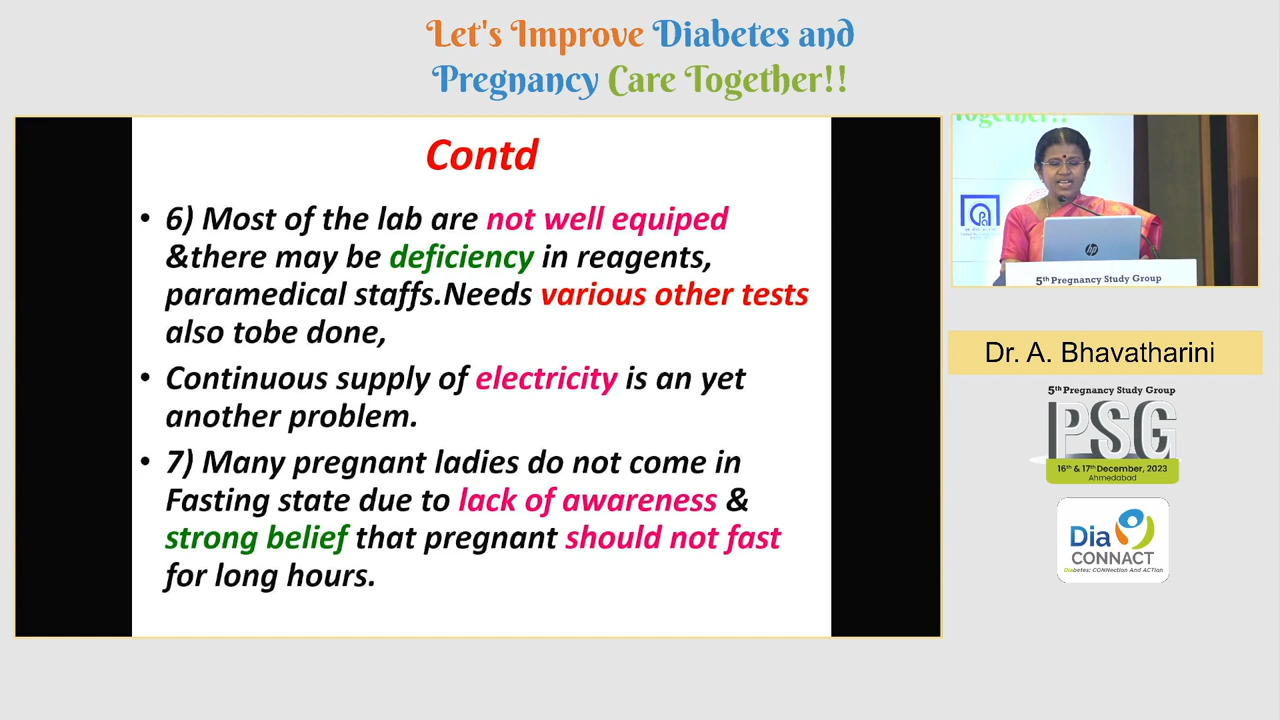 Let's Improve Diabetes and
Pregnancy Care Together!!
Contd
• 6) Most of the lab are not well equiped
&there may be deficiency in reagents,
paramedical staffs.Needs various other tests
also tobe done,
• Continuous supply of electricity is an yet
another problem.
• 7) Many pregnant ladies do not come in
Fasting state due to lack of awareness &
strong belief that pregnant should not fast
for long hours.
Together!!
hp
5th Pregnancy Study Group
Dr. A. Bhavatharini
5th Pregnancy Study Group
PSG
16th & 17th December, 2023
Ahmedabad
Dia
CONNACT
Diabetes: CONNection And ACTion